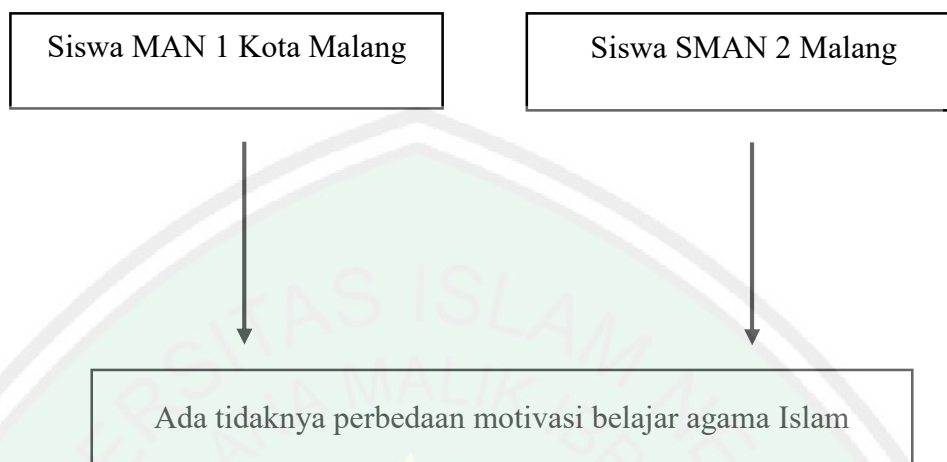 Siswa MAN 1 Kota Malang
Siswa SMAN 2 Malang
Ada tidaknya perbedaan motivasi belajar agama Islam